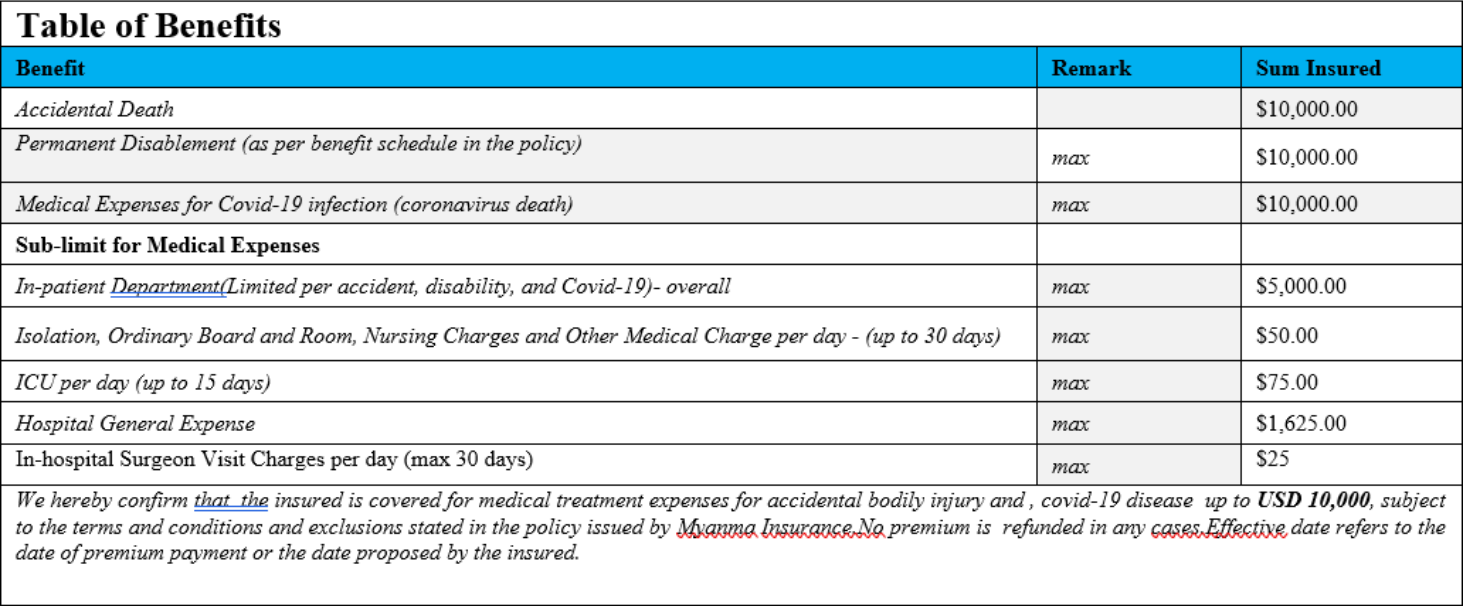 Table of Benefits
Benefit Remark Sum Insured
Accidental Death $10,000.00
Permanent Disablement (as per benefit schedule in the policy) max $10,000.00
Medical Expenses for Covid-19 infection (coronavirus death) max $10,000.00
Sub-limit for Medical Expenses
In-patient Department(Limited per accident, disability, and Covid-19)- overall max $5,000.00
Isolation, Ordinary Board and Room, Nursing Charges and Other Medical Charge per day - (up to 30 days) max $50.00
ICU per day (up to 15 days) max $75.00
Hospital General Expense max $1,625.00
In-hospital Surgeon Visit Charges per day (max 30 days) max $25
We hereby confirm that the insured is covered for medical treatment expenses for accidental bodily injury and , covid-19 disease up to USD 10,000, subject
to the terms and conditions and exclusions stated in the policy issued by Myanma Insurance.No premium is refunded in any cases.Effective date refers to the
date of premium payment or the date proposed by the insured.